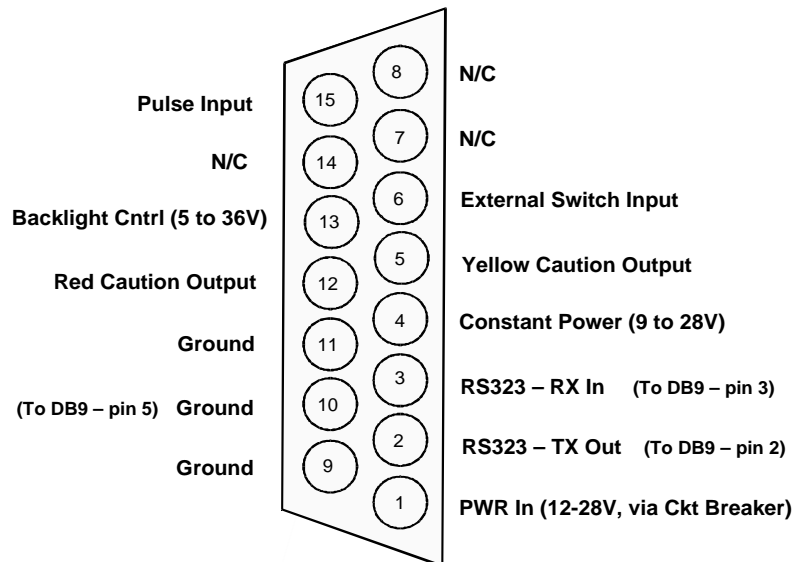 8 N/C
Pulse Input 15
7 N/C
N/C 14
6 External Switch Input
Backlight Cntrl (5 to 36V) 13
5 Yellow Caution Output
Red Caution Output 12
4 Constant Power (9 to 28V)
Ground 11
3 RS323 – RX In (To DB9 – pin 3)
(To DB9 – pin 5) Ground 10
2 RS323 – TX Out (To DB9 – pin 2)
Ground 9
1 PWR In (12-28V, via Ckt Breaker)